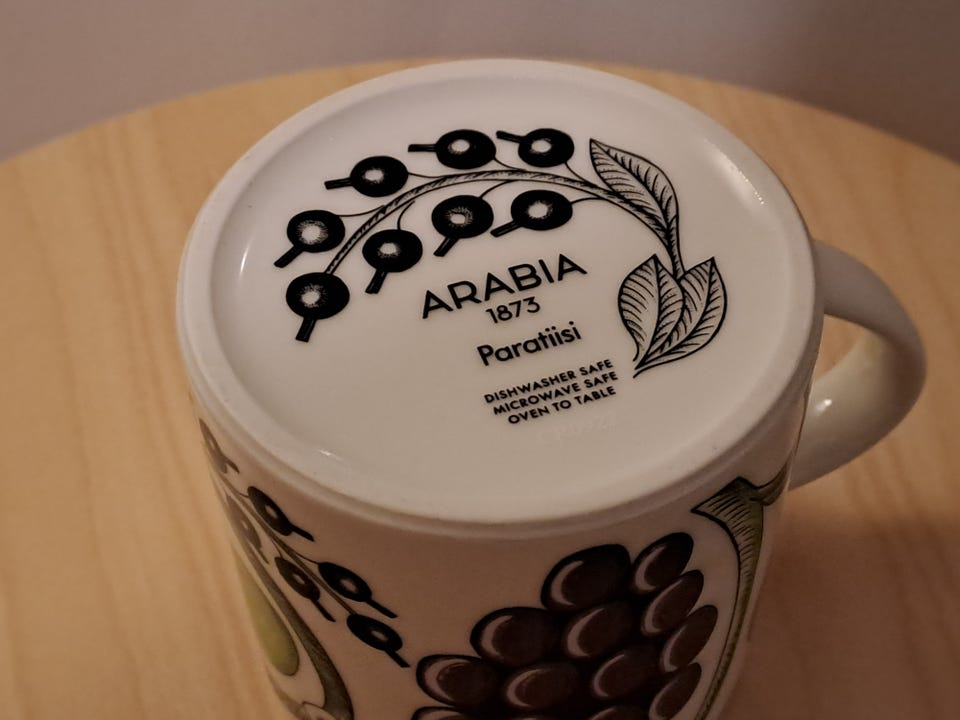 ARABIA
1873
Paratiisi
DISHWASHER SAFE
MICROWAVE SAFE
OVEN TO TABLE